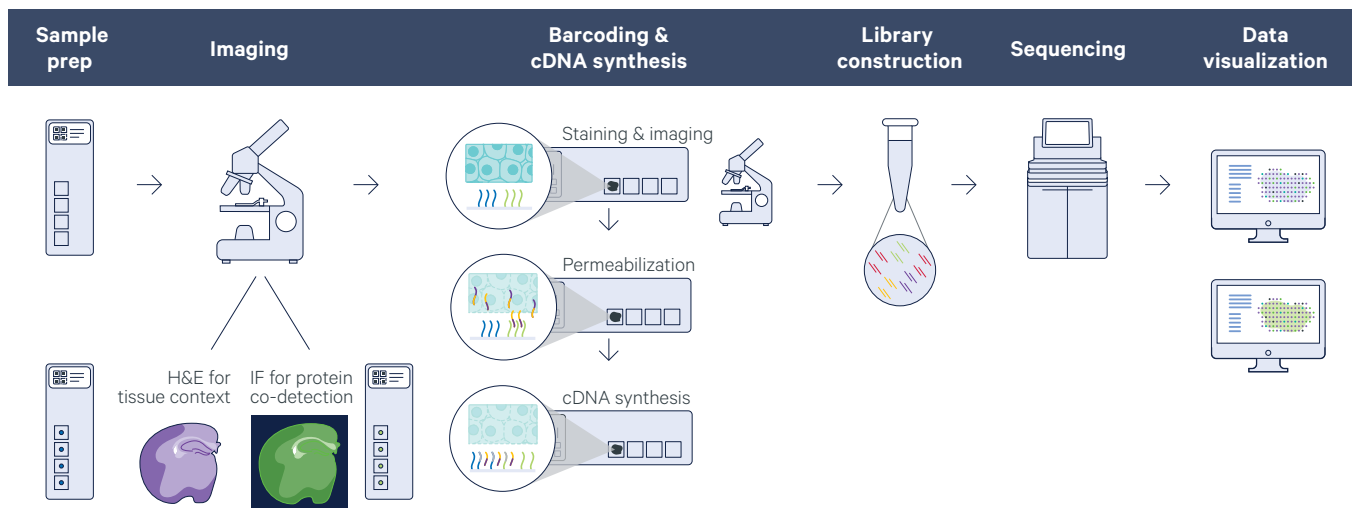 Sample
prep
Imaging
Barcoding &
cDNA synthesis
Library
construction
Sequencing
Data
visualization
Staining & imaging
Permeabilization
cDNA synthesis
H&E for
tissue context
IF for protein
co-detection